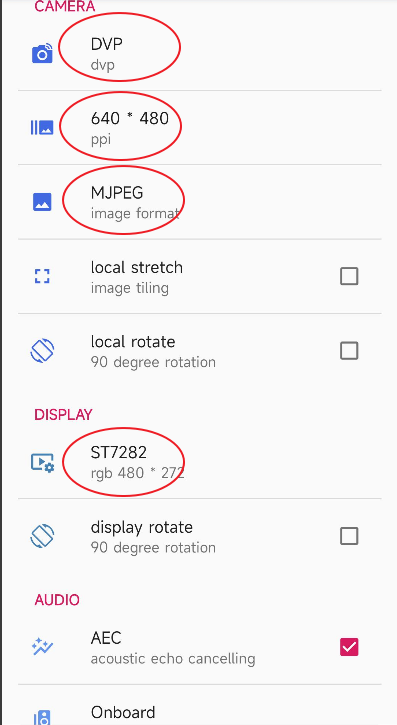 CAMERA
DVP
dvp
640 * 480
ppi
MJPEG
image format
local stretch
image tiling
local rotate
90 degree rotation
DISPLAY
ST7282
rgb 480 * 272
display rotate
90 degree rotation
AUDIO
AEC
acoustic echo cancelling
Onboard